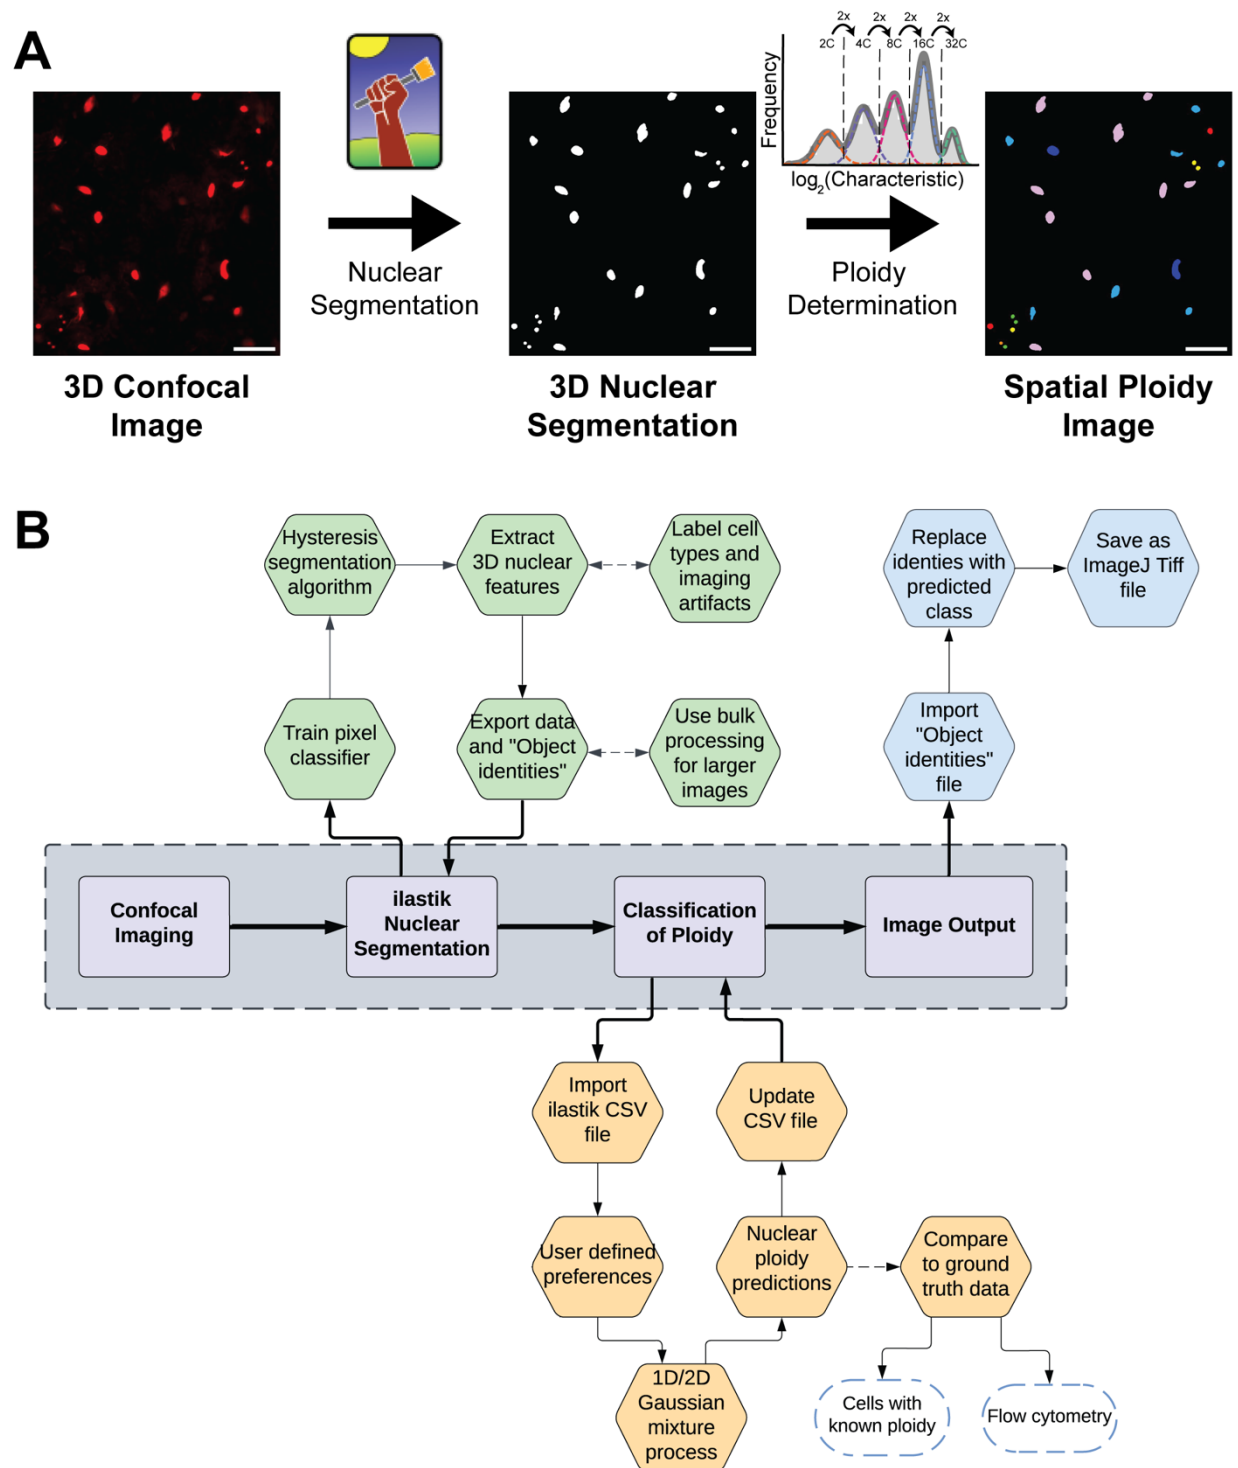 A
2x 2x 2x 2x
2C 4C 8C 16C 32C
Frequency
log2(Characteristic)
Nuclear
Segmentation
Ploidy
Determination
3D Confocal
Image
3D Nuclear
Segmentation
Spatial Ploidy
Image
B
Hysteresis
segmentation
algorithm
Extract
3D nuclear
features
Label cell
types and
imaging
artifacts
Replace
identies with
predicted
class
Save as
ImageJ Tiff
file
Train pixel
classifier
Export data
and "Object
identities"
Use bulk
processing
for larger
images
Import
"Object
identities"
file
Confocal
Imaging
ilastik
Nuclear
Segmentation
Classification
of Ploidy
Image Output
Import
ilastik CSV
file
Update
CSV file
User defined
preferences
Nuclear
ploidy
predictions
Compare
to ground
truth data
1D/2D
Gaussian
mixture
process
Cells with
known ploidy
Flow cytometry